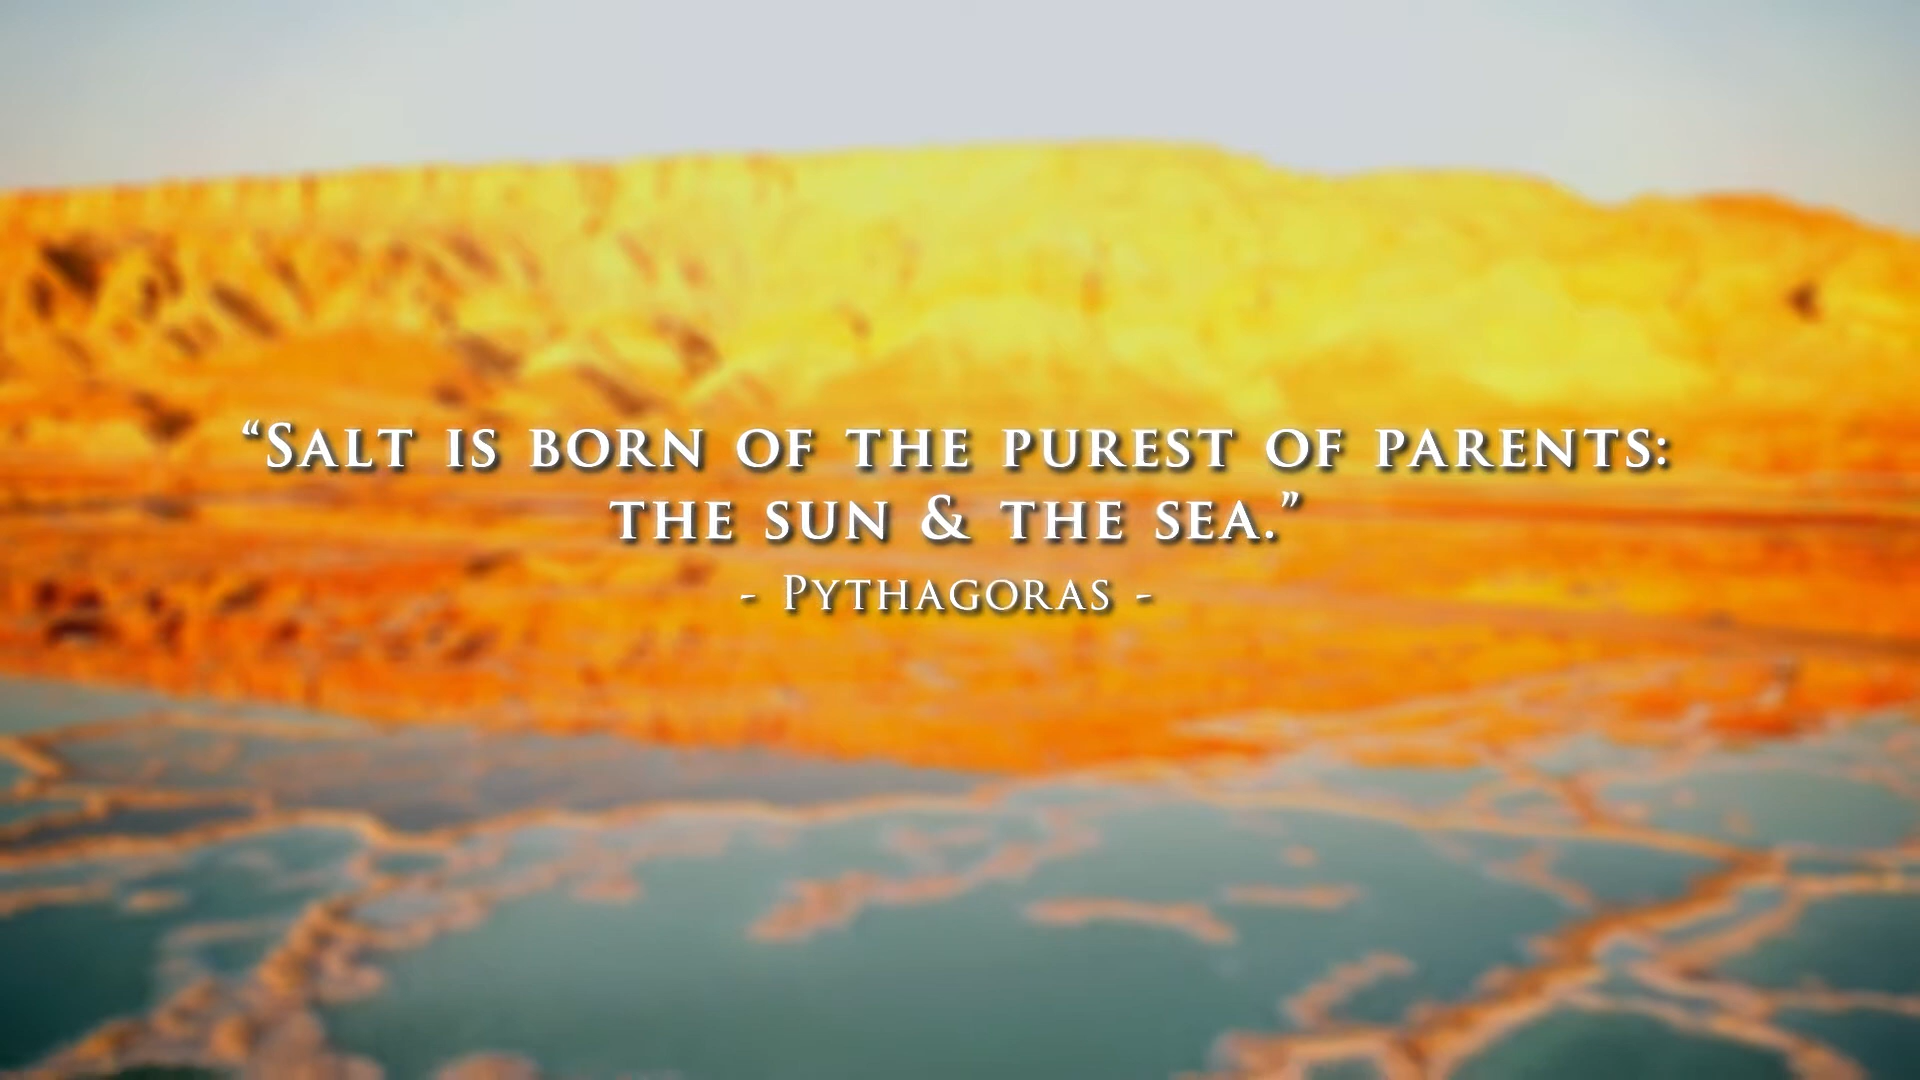 “Salt is born of the purest of parents:
the sun & the sea.”
- Pythagoras -